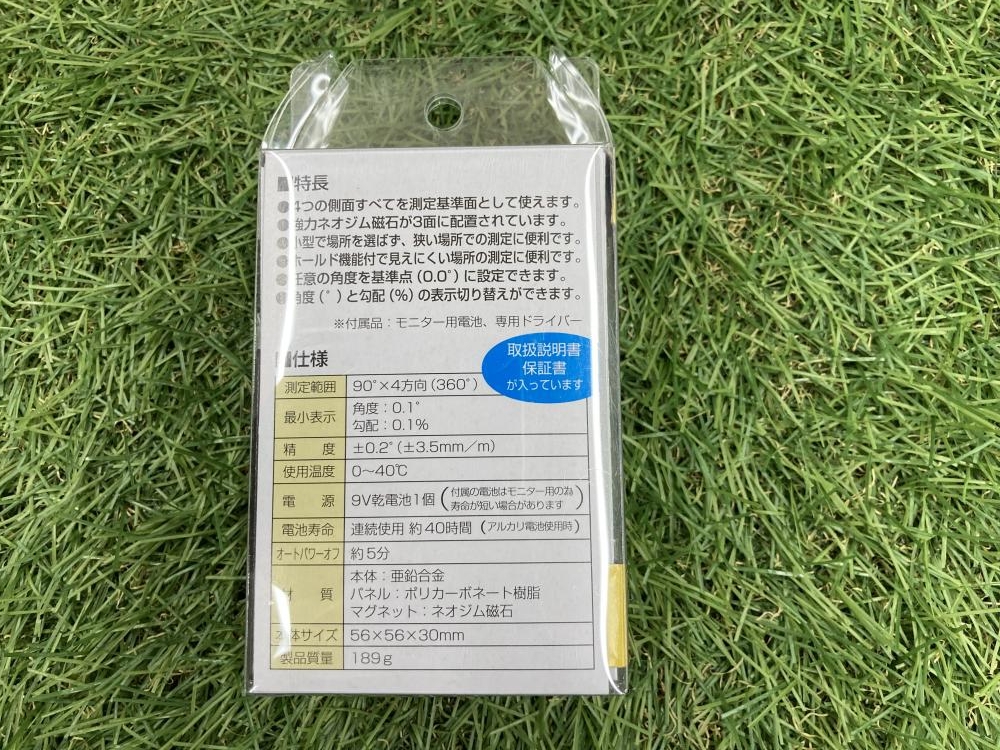 ■特長
●4つの側面すべてを測定基準面として使えます。
●強力ネオジム磁石が3面に配置されています。
●小型で場所を選ばず、狭い場所での測定に便利です。
●ホールド機能付で見えにくい場所の測定に便利です。
●任意の角度を基準点(0.0°)に設定できます。
●角度(°)と勾配(%)の表示切り替えができます。
※付属品:モニター用電池、専用ドライバー
取扱説明書
保証書
が入っています
■仕様
測定範囲 90°×4方向(360°)
最小表示 角度:0.1°
勾配:0.1%
精度 ±0.2°(±3.5mm/m)
使用温度 0〜40℃
電源 9V乾電池1個(付属の電池はモニター用の為
寿命が短い場合があります)
電池寿命 連続使用 約40時間 (アルカリ電池使用時)
オートパワーオフ 約5分
材質 本体:亜鉛合金
パネル:ポリカーボネート樹脂
マグネット:ネオジム磁石
本体サイズ 56×56×30mm
製品質量 189g